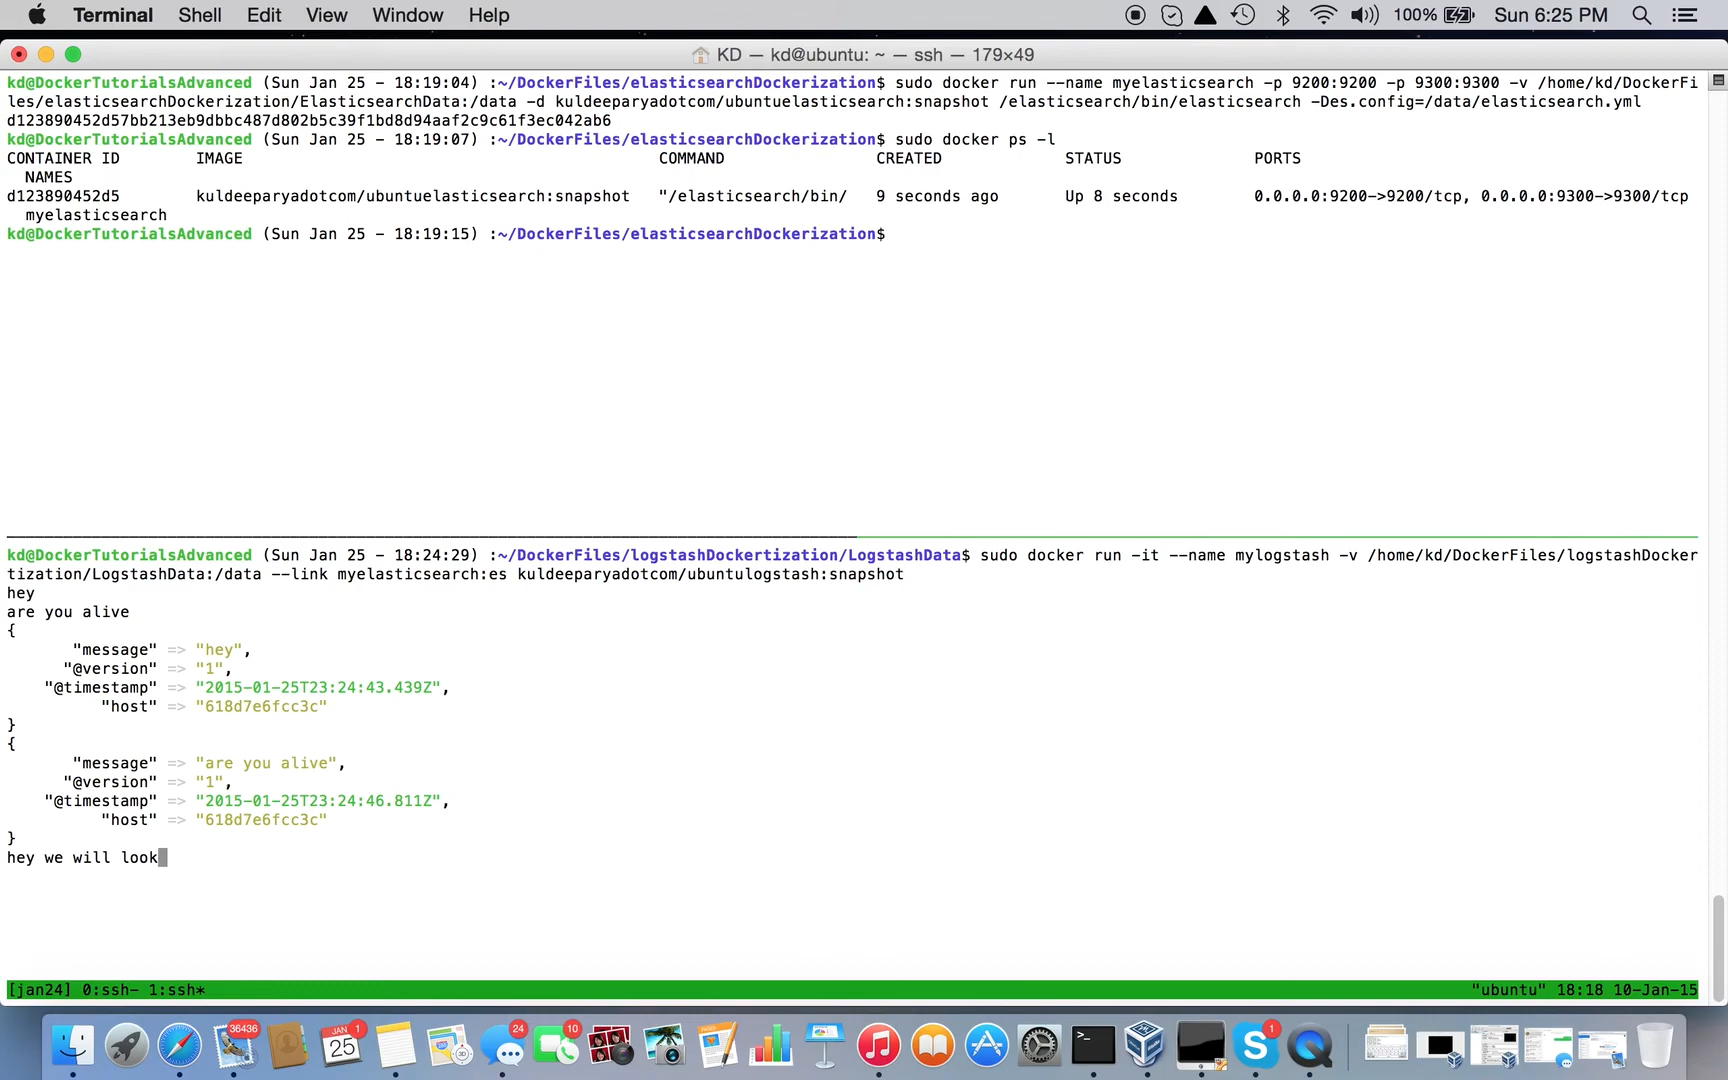 Terminal Shell Edit View Window Help 100% Sun 6:25 PM
KD — kd@ubuntu: ~ — ssh — 179×49
kd@DockerTutorialsAdvanced (Sun Jan 25 - 18:19:04) :~/DockerFiles/elasticsearchDockerization$ sudo docker run --name myelasticsearch -p 9200:9200 -p 9300:9300 -v /home/kd/DockerFi
les/elasticsearchDockerization/ElasticsearchData:/data -d kuldeeparyadotcom/ubuntuelasticsearch:snapshot /elasticsearch/bin/elasticsearch -Des.config=/data/elasticsearch.yml
d123890452d57bb213eb9dbbc487d802b5c39f1bd8d94aaf2c9c61f3ec042ab6
kd@DockerTutorialsAdvanced (Sun Jan 25 - 18:19:07) :~/DockerFiles/elasticsearchDockerization$ sudo docker ps -l
CONTAINER ID IMAGE COMMAND CREATED STATUS PORTS
NAMES
d123890452d5 kuldeeparyadotcom/ubuntuelasticsearch:snapshot "/elasticsearch/bin/ 9 seconds ago Up 8 seconds 0.0.0.0:9200->9200/tcp, 0.0.0.0:9300->9300/tcp
myelasticsearch
kd@DockerTutorialsAdvanced (Sun Jan 25 - 18:19:15) :~/DockerFiles/elasticsearchDockerization$
kd@DockerTutorialsAdvanced (Sun Jan 25 - 18:24:29) :~/DockerFiles/logstashDockertization/LogstashData$ sudo docker run -it --name mylogstash -v /home/kd/DockerFiles/logstashDocker
tization/LogstashData:/data --link myelasticsearch:es kuldeeparyadotcom/ubuntulogstash:snapshot
hey
are you alive
{
"message" => "hey",
"@version" => "1",
"@timestamp" => "2015-01-25T23:24:43.439Z",
"host" => "618d7e6fcc3c"
}
{
"message" => "are you alive",
"@version" => "1",
"@timestamp" => "2015-01-25T23:24:46.811Z",
"host" => "618d7e6fcc3c"
}
hey we will look
[jan24] 0:ssh- 1:ssh* "ubuntu" 18:18 10-Jan-15
36436 JAN 25 1 24 10 1